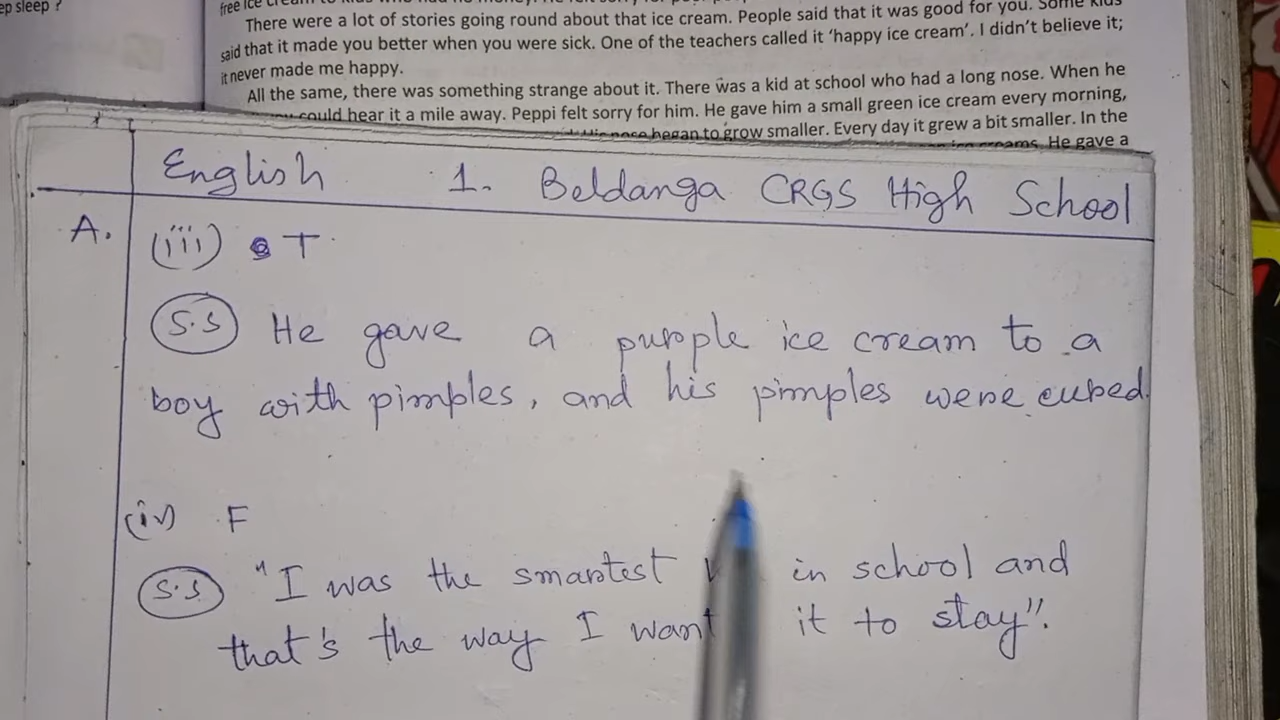 ep sleep ?
There were a lot of stories going round about that ice cream. People said that it was good for you. Some kids
said that it made you better when you were sick. One of the teachers called it ‘happy ice cream’. I didn’t believe it;
it never made me happy.
All the same, there was something strange about it. There was a kid at school who had a long nose. When he
could hear it a mile away. Peppi felt sorry for him. He gave him a small green ice cream every morning,
nose began to grow smaller. Every day it grew a bit smaller. In the
He gave a
English 1. Beldanga CRGS High School
A. (iii) T
S.S He gave a purple ice cream to a
boy with pimples, and his pimples were cured.
(iv) F
S.S "I was the smartest in school and
that's the way I want it to stay".